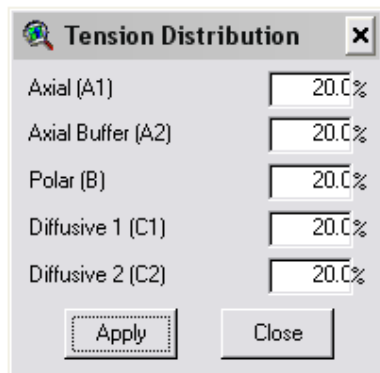 Tension Distribution
Axial (A1) 20.0%
Axial Buffer (A2) 20.0%
Polar (B) 20.0%
Diffusive 1 (C1) 20.0%
Diffusive 2 (C2) 20.0%
Apply Close